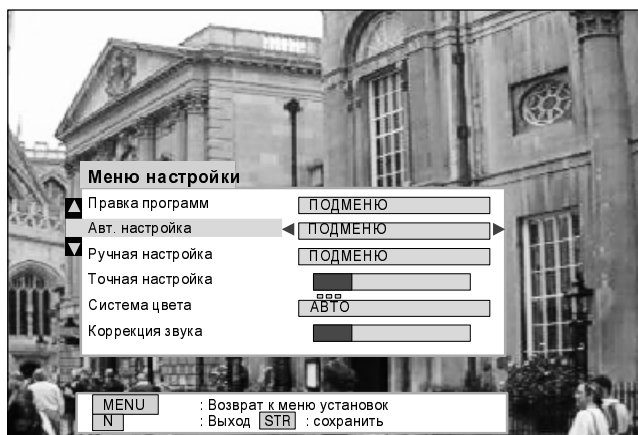 Меню настройки
Правка программ ПОДМЕНЮ
Авт. настройка ПОДМЕНЮ
Ручная настройка ПОДМЕНЮ
Точная настройка
Система цвета АВТО
Коррекция звука
MENU : Возврат к меню установок
N : Выход STR : сохранить